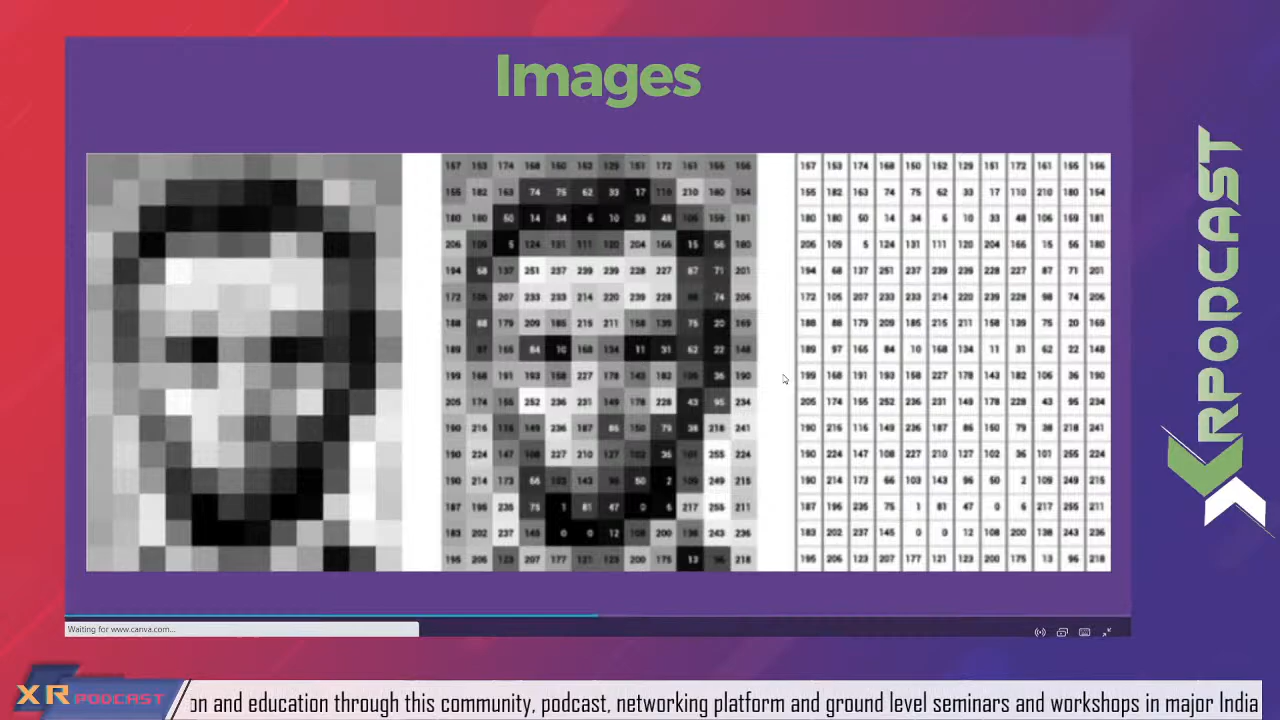 Images
157 153 174 168 150 152 129 151 172 161 155 156
155 182 163 74 75 62 33 17 110 210 180 154
180 180 50 14 34 6 10 33 48 106 159 181
206 109 5 124 131 111 120 204 166 15 56 180
194 68 137 251 237 239 239 228 227 87 71 201
172 105 207 233 233 214 220 239 228 98 74 206
188 88 179 209 185 215 211 158 139 75 20 169
189 97 165 84 10 168 134 11 31 62 22 148
199 168 191 193 158 227 178 143 182 106 36 190
205 174 155 252 236 231 149 178 228 43 95 234
190 216 116 149 236 187 86 150 79 38 218 241
190 224 147 108 227 210 127 102 36 101 255 224
190 214 173 66 103 143 96 50 2 109 249 215
187 196 235 75 1 81 47 0 6 217 255 211
183 202 237 145 0 0 12 108 200 138 243 236
195 206 123 207 177 121 123 200 175 13 96 218
XRPODCAST
Waiting for www.canva.com...
XR PODCAST
on and education through this community, podcast, networking platform and ground level seminars and workshops in major India